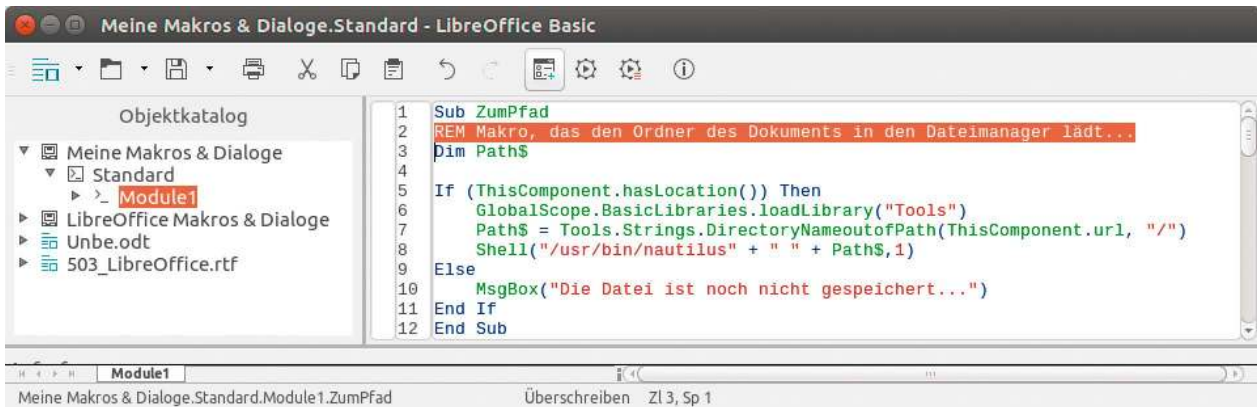 Meine Makros & Dialoge.Standard - LibreOffice Basic
Objektkatalog
Meine Makros & Dialoge
Standard
Module1
LibreOffice Makros & Dialoge
Unbe.odt
503_LibreOffice.rtf
1 Sub ZumPfad
2 REM Makro, das den Ordner des Dokuments in den Dateimanager lädt...
3 Dim Path$
4
5 If (ThisComponent.hasLocation()) Then
6 GlobalScope.BasicLibraries.loadLibrary("Tools")
7 Path$ = Tools.Strings.DirectoryNameoutofPath(ThisComponent.url, "/")
8 Shell("/usr/bin/nautilus" + " " + Path$,1)
9 Else
10 MsgBox("Die Datei ist noch nicht gespeichert...")
11 End If
12 End Sub
Module1
Meine Makros & Dialoge.Standard.Module1.ZumPfad Überschreiben Zl 3, Sp 1